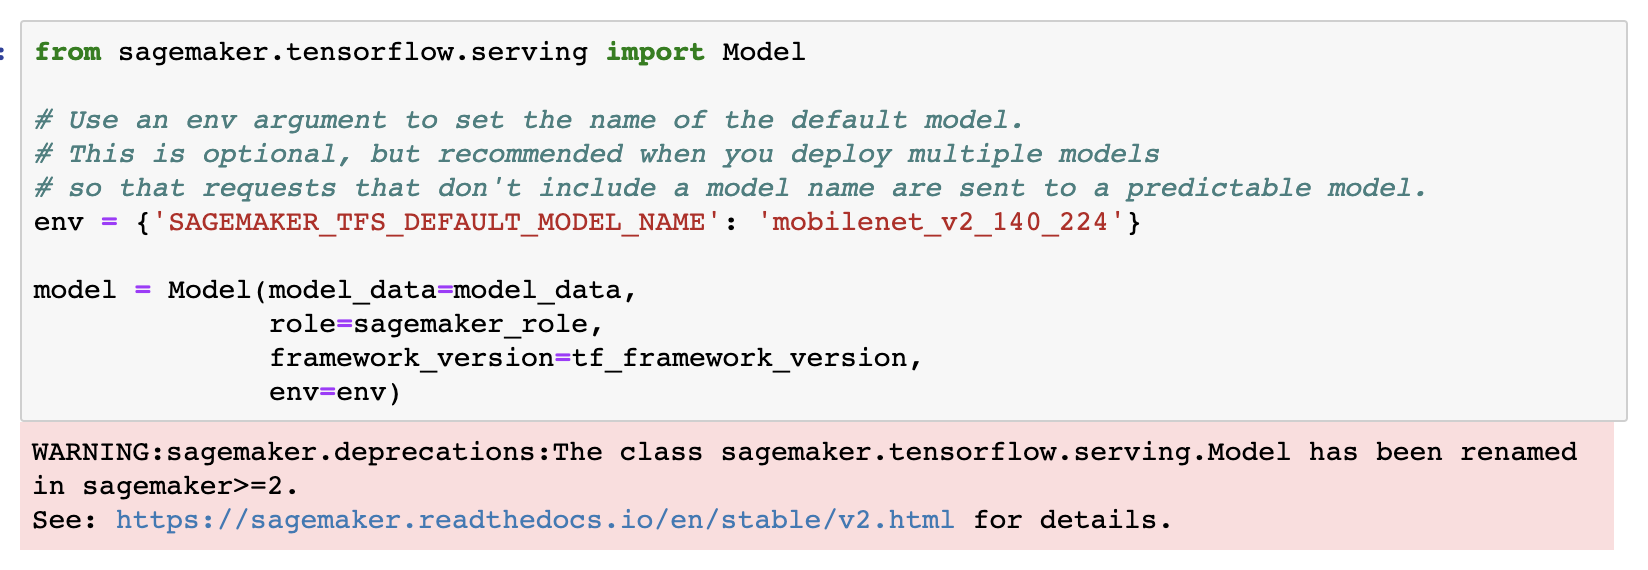 :
from sagemaker.tensorflow.serving import Model
# Use an env argument to set the name of the default model.
# This is optional, but recommended when you deploy multiple models
# so that requests that don't include a model name are sent to a predictable model.
env = {'SAGEMAKER_TFS_DEFAULT_MODEL_NAME': 'mobilenet_v2_140_224'}
model = Model(model_data=model_data,
role=sagemaker_role,
framework_version=tf_framework_version,
env=env)
WARNING:sagemaker.deprecations:The class sagemaker.tensorflow.serving.Model has been renamed
in sagemaker>=2.
See: https://sagemaker.readthedocs.io/en/stable/v2.html for details.